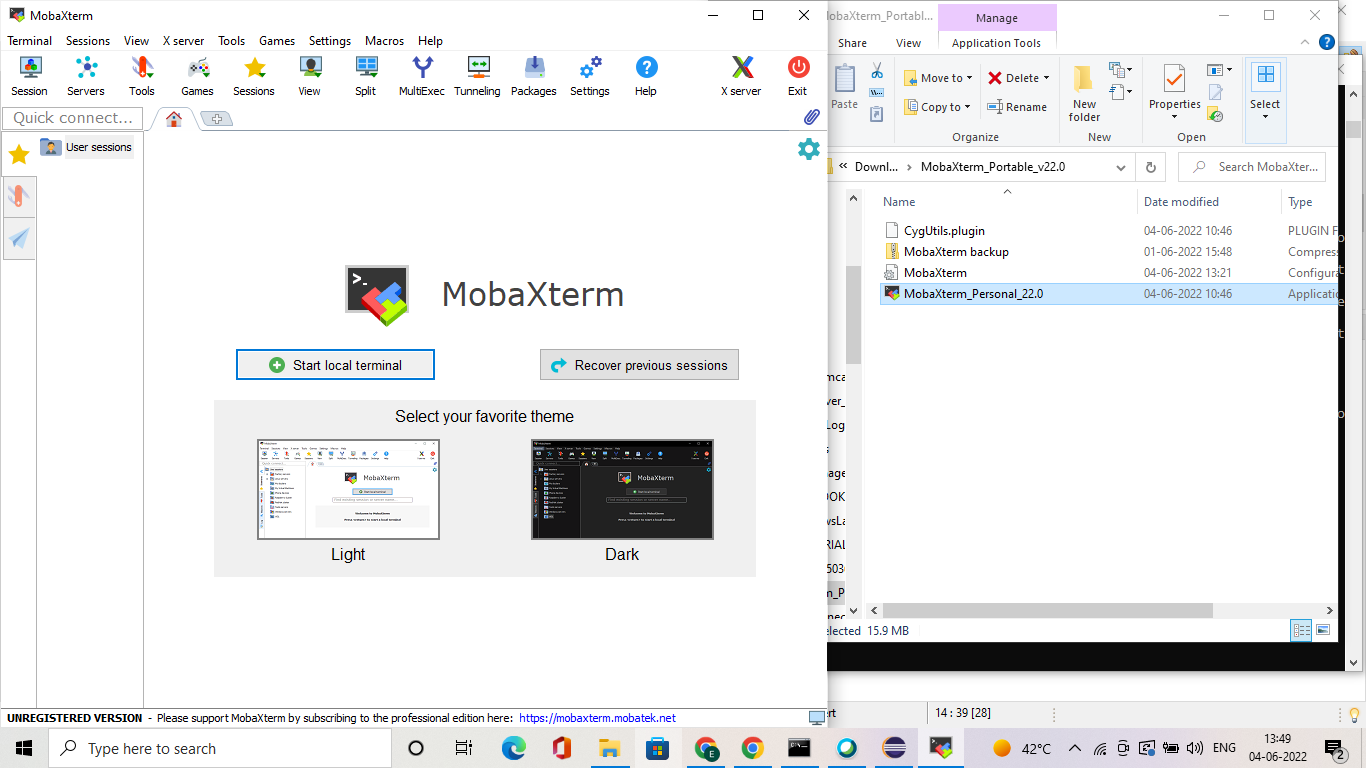 MobaXterm
Terminal Sessions View X server Tools Games Settings Macros Help
Session Servers Tools Games Sessions View Split MultiExec Tunneling Packages Settings Help X server Exit
Quick connect...
User sessions
MobaXterm
Start local terminal
Recover previous sessions
Select your favorite theme
MobaXterm
MobaXterm
Light
Dark
UNREGISTERED VERSION - Please support MobaXterm by subscribing to the professional edition here: https://mobaxterm.mobatek.net
MobaXterm_Portabl...
Manage
Share View Application Tools
Paste
Move to
Copy to
Delete
Rename
New
folder
Properties
Select
Organize New Open
« Downl... › MobaXterm_Portable_v22.0
Search MobaXter...
Name Date modified Type
CygUtils.plugin 04-06-2022 10:46 PLUGIN F
MobaXterm backup 01-06-2022 15:48 Compress
MobaXterm 04-06-2022 13:21 Configura
MobaXterm_Personal_22.0 04-06-2022 10:46 Applicatio
elected 15.9 MB
ert
14 : 39 [28]
Type here to search
42°C
ENG
13:49
04-06-2022
2